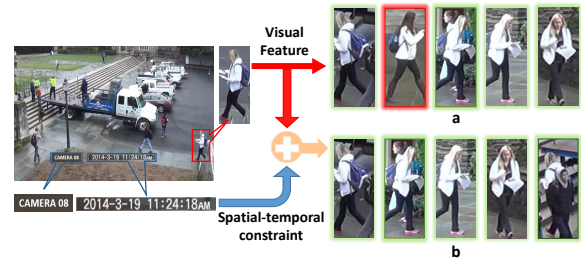 Visual
Feature
a
CAMERA 08
2014-3-19 11:24:18AM
CAMERA 08
2014-3-19 11:24:18AM
Spatial-temporal
constraint
b